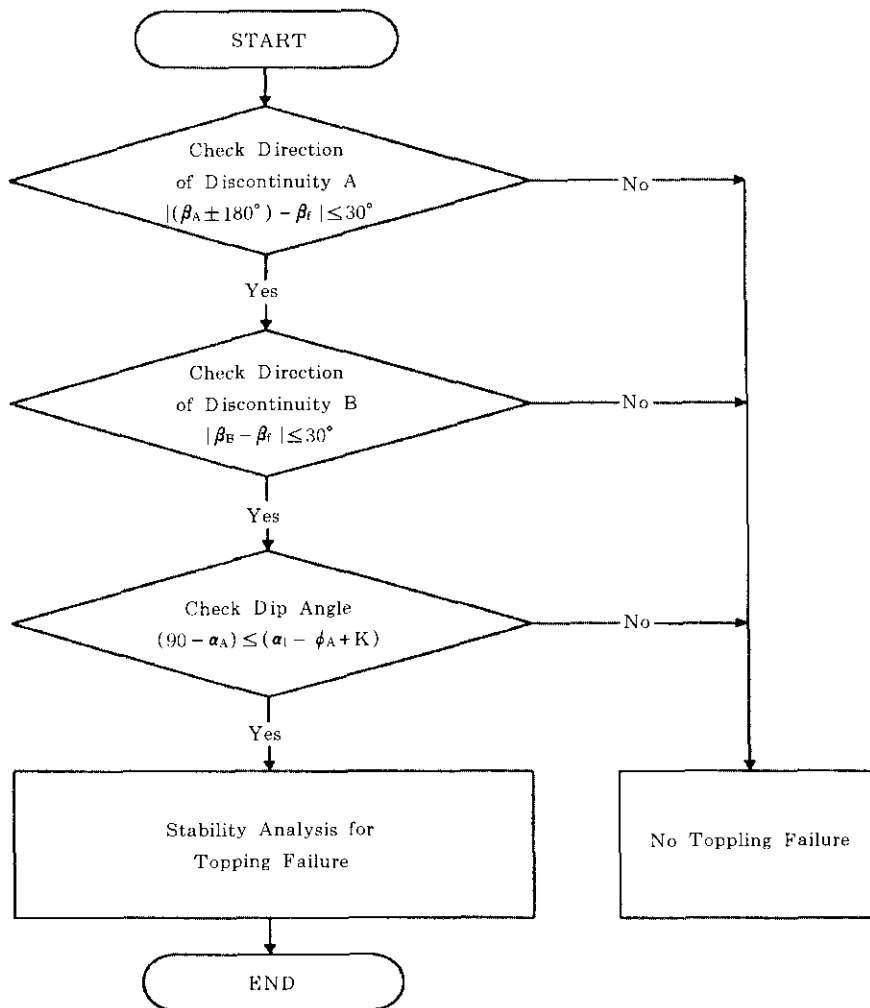 START
Check Direction
of Discontinuity A
|(βA ± 180°) − βf | ≤ 30°
No
Yes
Check Direction
of Discontinuity B
|βB − βf | ≤ 30°
No
Yes
Check Dip Angle
(90 − αA) ≤ (αf − ϕA + K)
No
Yes
Stability Analysis for
Topping Failure
No Toppling Failure
END